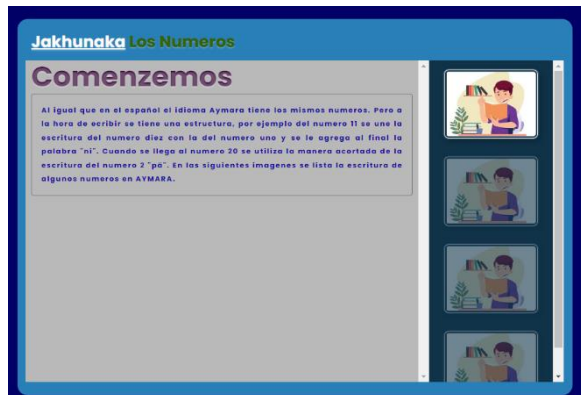 Jakhunaka Los Numeros
Comenzemos
Al igual que en el español el idioma Aymara tiene los mismos numeros. Pero a
la hora de ecribir se tiene una estructura, por ejemplo del numero 11 se une la
escritura del numero diez con la del numero uno y se le agrega al final la
palabra "ni". Cuando se llega al numero 20 se utiliza la manera acortada de la
escritura del numero 2 "pä". En las siguientes imagenes se lista la escritura de
algunos numeros en AYMARA.